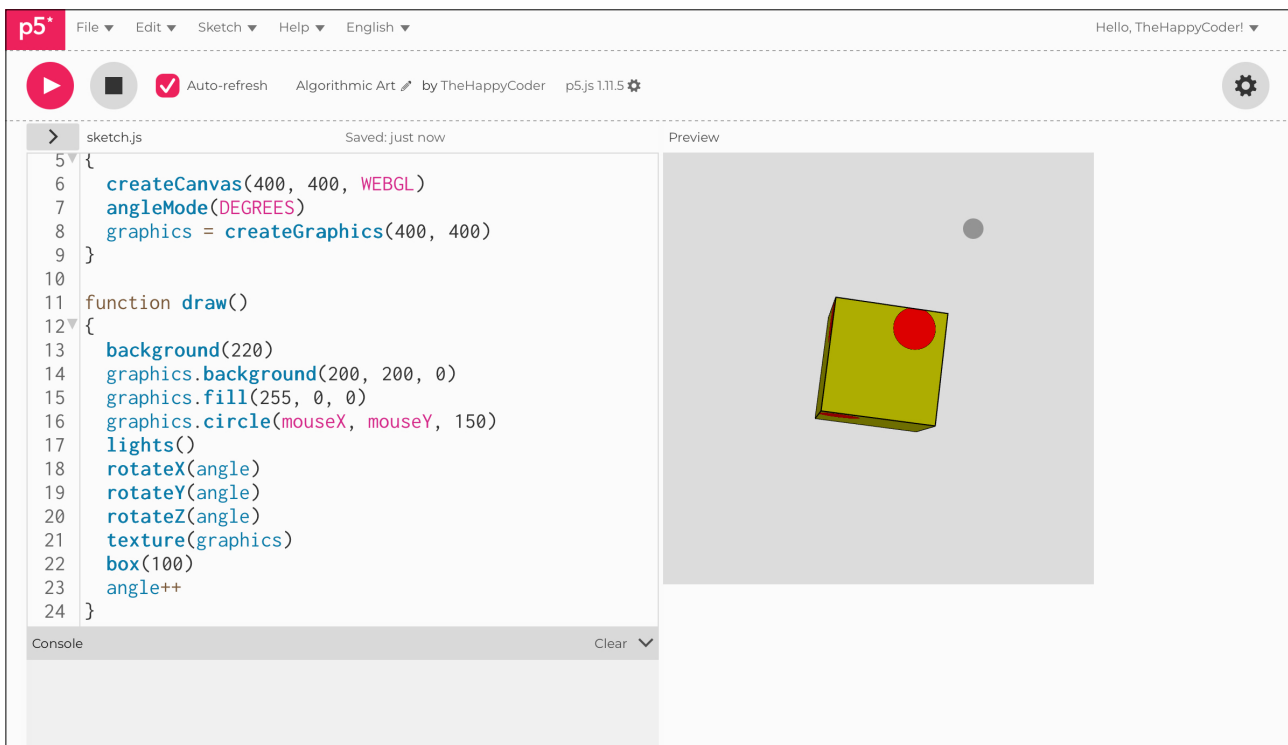 p5* File Edit Sketch Help English Hello, TheHappyCoder!
Auto-refresh Algorithmic Art by TheHappyCoder p5.js 1.11.5
sketch.js Saved: just now Preview
5 {
6 createCanvas(400, 400, WEBGL)
7 angleMode(DEGREES)
8 graphics = createGraphics(400, 400)
9 }
10
11 function draw()
12 {
13 background(220)
14 graphics.background(200, 200, 0)
15 graphics.fill(255, 0, 0)
16 graphics.circle(mouseX, mouseY, 150)
17 lights()
18 rotateX(angle)
19 rotateY(angle)
20 rotateZ(angle)
21 texture(graphics)
22 box(100)
23 angle++
24 }
Console Clear